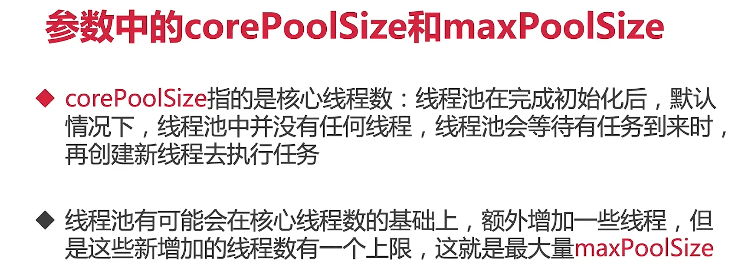 参数中的corePoolSize和maxPoolSize
corePoolSize指的是核心线程数：线程池在完成初始化后，默认
情况下，线程池中并没有任何线程，线程池会等待有任务到来时，
再创建新线程去执行任务
线程池有可能会在核心线程数的基础上，额外增加一些线程，但
是这些新增加的线程数有一个上限，这就是最大量maxPoolSize